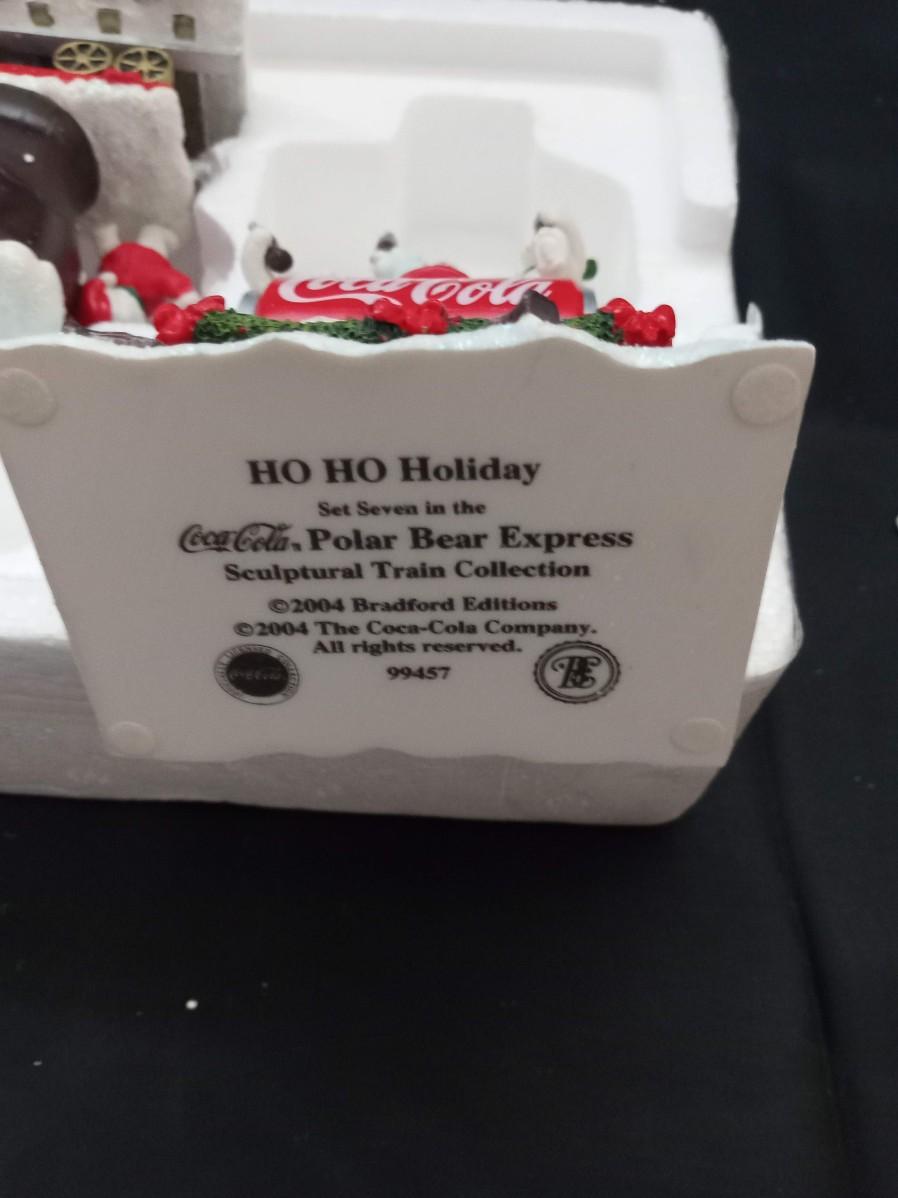 Coca-Cola
HO HO Holiday
Set Seven in the
Coca-Cola® Polar Bear Express
Sculptural Train Collection
©2004 Bradford Editions
©2004 The Coca-Cola Company.
All rights reserved.
99457
BE